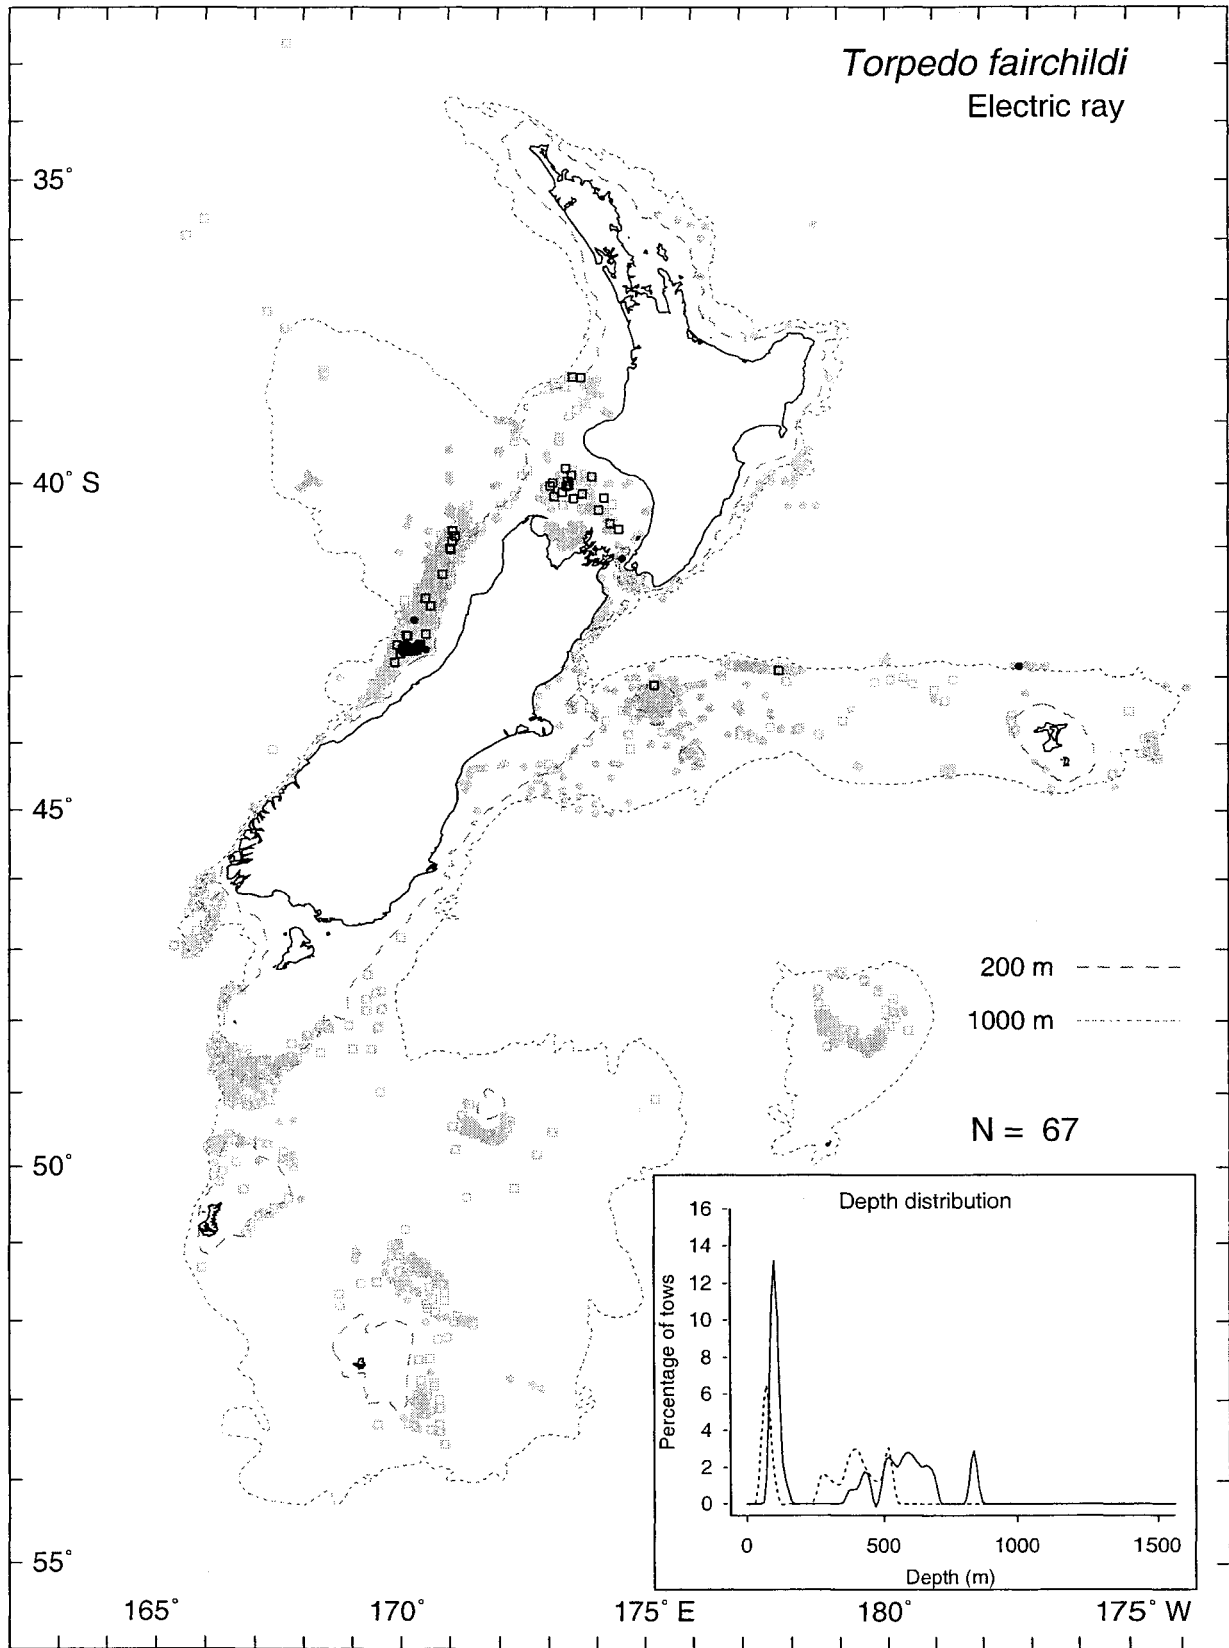 Torpedo fairchildi
Electric ray
35°
40° S
45°
50°
55°
200 m
1000 m
N = 67
Depth distribution
Percentage of tows
16
14
12
10
8
6
4
2
0
0 500 1000 1500
Depth (m)
165° 170° 175° E 180° 175° W